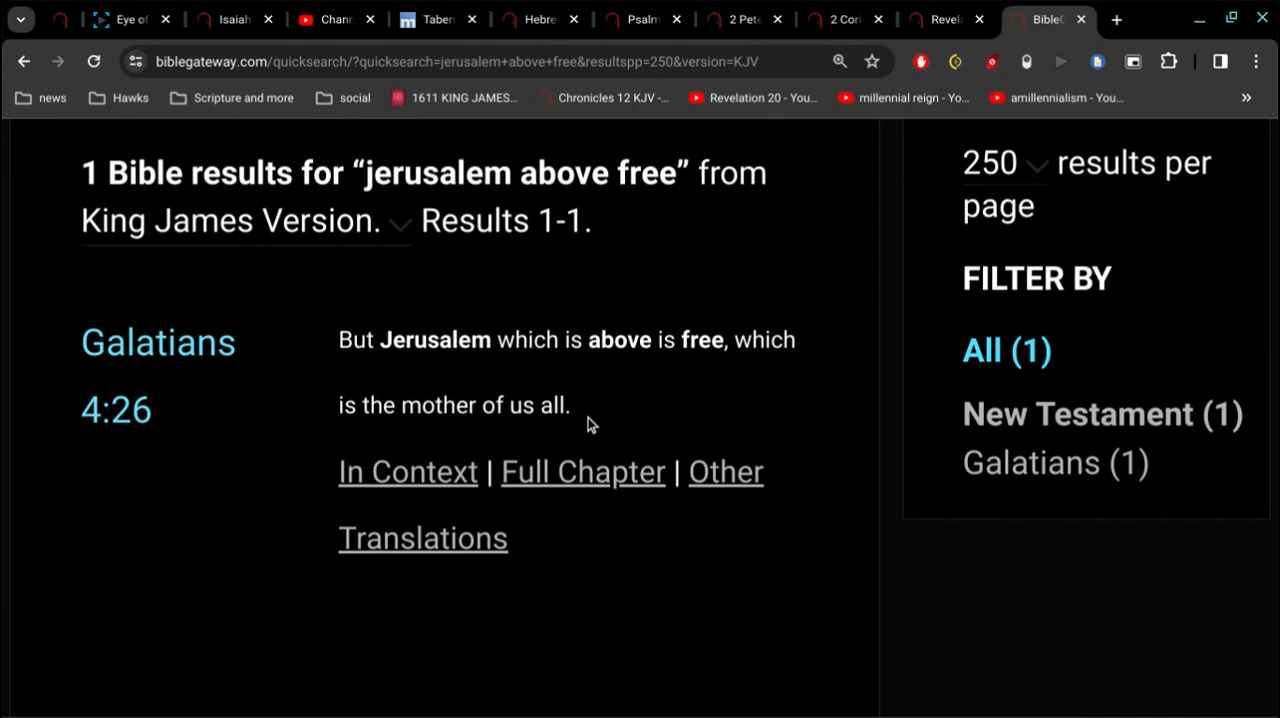 Eye of
Isaiah
Chann
Taber
Hebre
Psalm
2 Pete
2 Cori
Revel
BibleG
biblegateway.com/quicksearch/?quicksearch=jerusalem+above+free&resultspp=250&version=KJV
news
Hawks
Scripture and more
social
1611 KING JAMES...
Chronicles 12 KJV -...
Revelation 20 - You...
millennial reign - Yo...
amillennialism - You...
1 Bible results for “jerusalem above free” from
King James Version. Results 1-1.
Galatians
4:26
But Jerusalem which is above is free, which
is the mother of us all.
In Context | Full Chapter | Other
Translations
250 results per
page
FILTER BY
All (1)
New Testament (1)
Galatians (1)